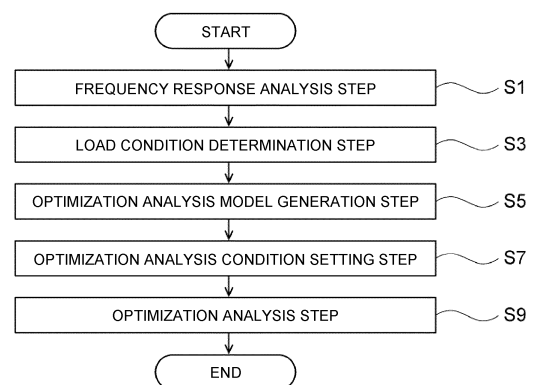 START
FREQUENCY RESPONSE ANALYSIS STEP S1
LOAD CONDITION DETERMINATION STEP S3
OPTIMIZATION ANALYSIS MODEL GENERATION STEP S5
OPTIMIZATION ANALYSIS CONDITION SETTING STEP S7
OPTIMIZATION ANALYSIS STEP S9
END